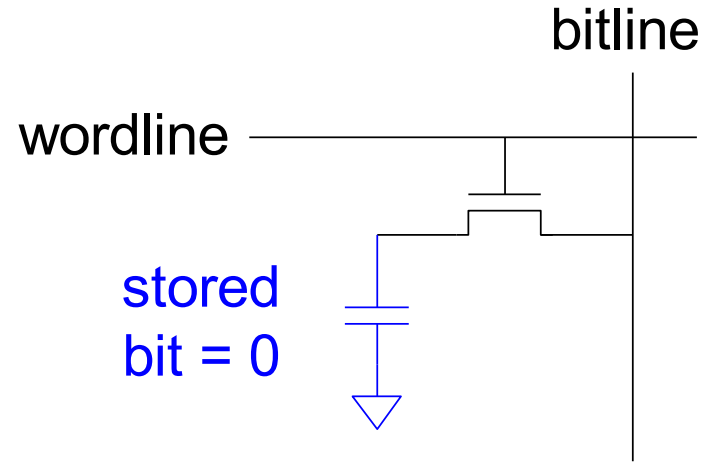 bitline
wordline
stored
bit = 0